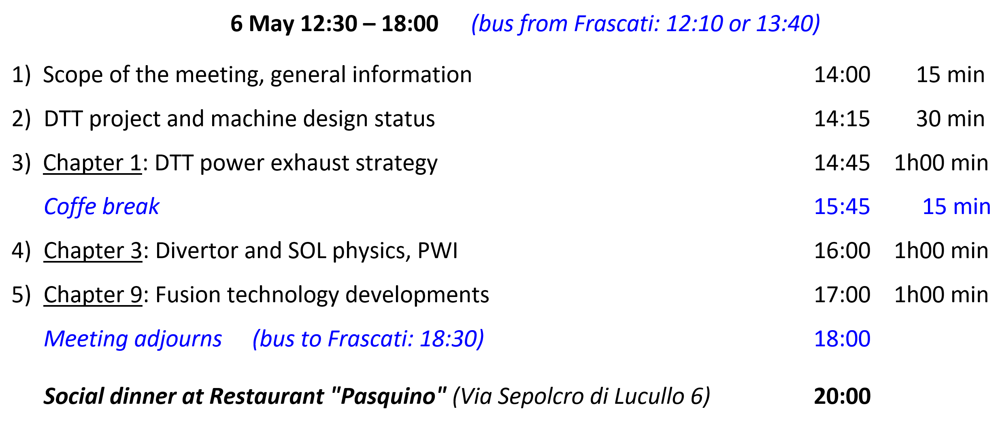 6 May 12:30 – 18:00 (bus from Frascati: 12:10 or 13:40)
1) Scope of the meeting, general information 14:00 15 min
2) DTT project and machine design status 14:15 30 min
3) Chapter 1: DTT power exhaust strategy 14:45 1h00 min
Coffe break 15:45 15 min
4) Chapter 3: Divertor and SOL physics, PWI 16:00 1h00 min
5) Chapter 9: Fusion technology developments 17:00 1h00 min
Meeting adjourns (bus to Frascati: 18:30) 18:00
Social dinner at Restaurant "Pasquino" (Via Sepolcro di Lucullo 6) 20:00